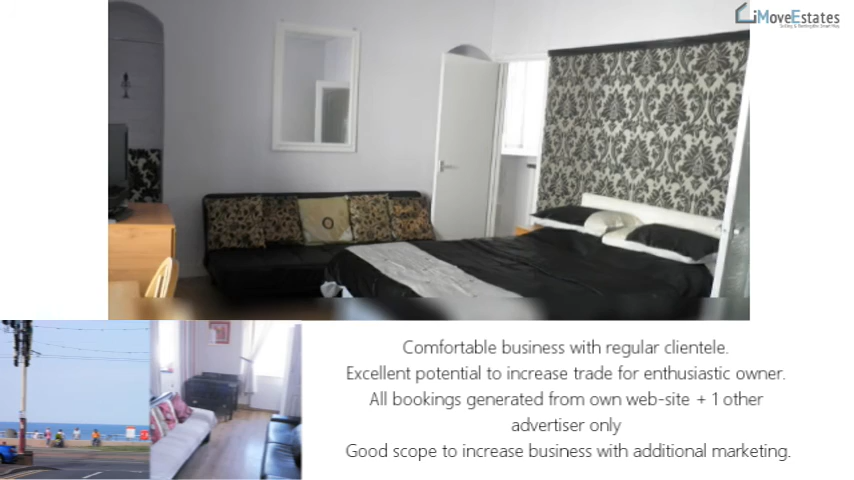 iMoveEstates
Comfortable business with regular clientele.
Excellent potential to increase trade for enthusiastic owner.
All bookings generated from own web-site + 1 other
advertiser only
Good scope to increase business with additional marketing.